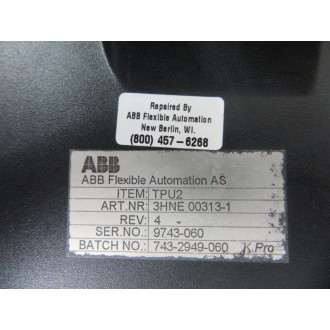 Repaired By
ABB Flexible Automation
New Berlin, WI.
(800) 457-6268
ABB
ABB Flexible Automation AS
ITEM: TPU2
ART.NR: 3HNE 00313-1
REV: 4 -
SER.NO.: 9743-060
BATCH NO.: 743-2949-060 K.Pro